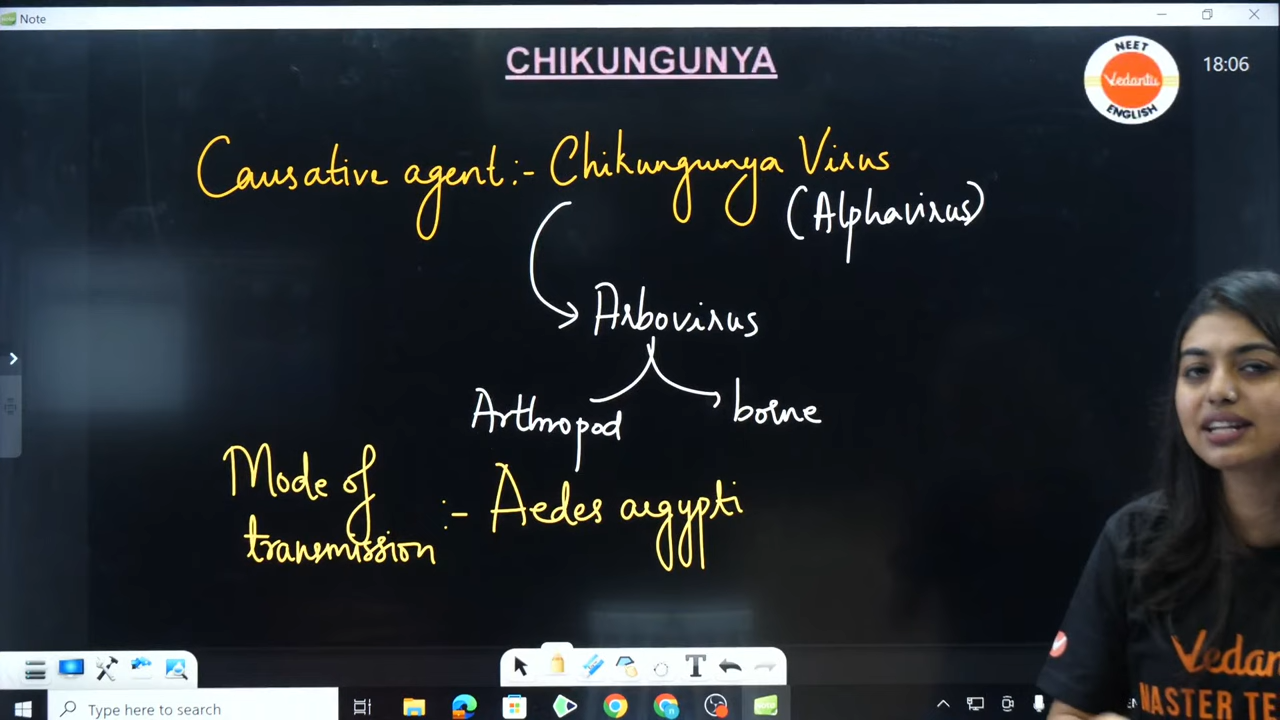 Note
CHIKUNGUNYA
NEET
Vedantu
ENGLISH
18:06
Causative agent:- Chikungunya Virus
(Alphavirus)
Arbovirus
Arthropod borne
Mode of
transmission :- Aedes aegypti
Vedan
MASTER TE
T
Type here to search